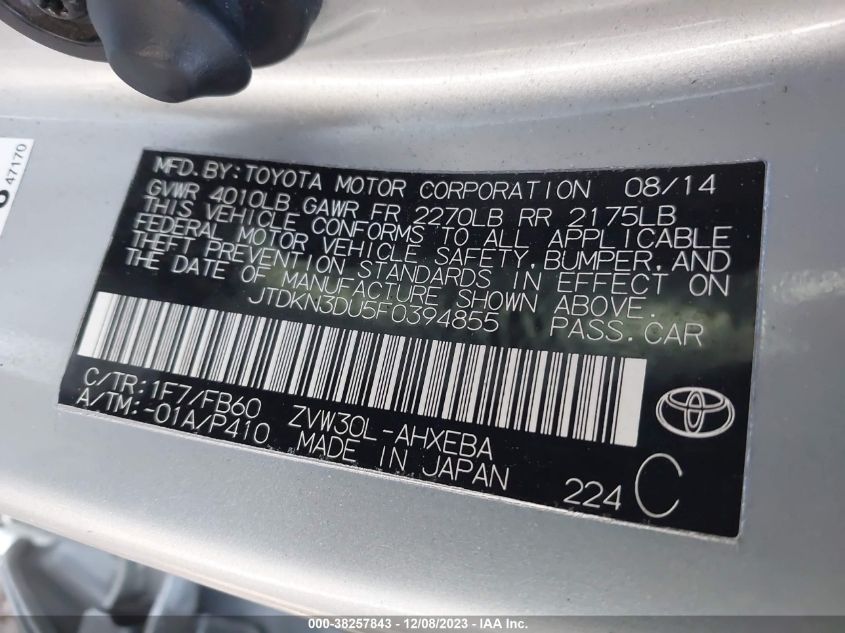 47170
MFD. BY: TOYOTA MOTOR CORPORATION 08/14
GVWR 4010LB GAWR FR 2270LB RR 2175LB
THIS VEHICLE CONFORMS TO ALL APPLICABLE
FEDERAL MOTOR VEHICLE SAFETY, BUMPER, AND
THEFT PREVENTION STANDARDS IN EFFECT ON
THE DATE OF MANUFACTURE SHOWN ABOVE.
JTDKN3DU5F0394855 PASS. CAR
C/TR: 1F7/FB60 ZVW30L-AHXEBA
A/TM: -01A/P410 MADE IN JAPAN
224 C
000-38257843 - 12/08/2023 - IAA Inc.